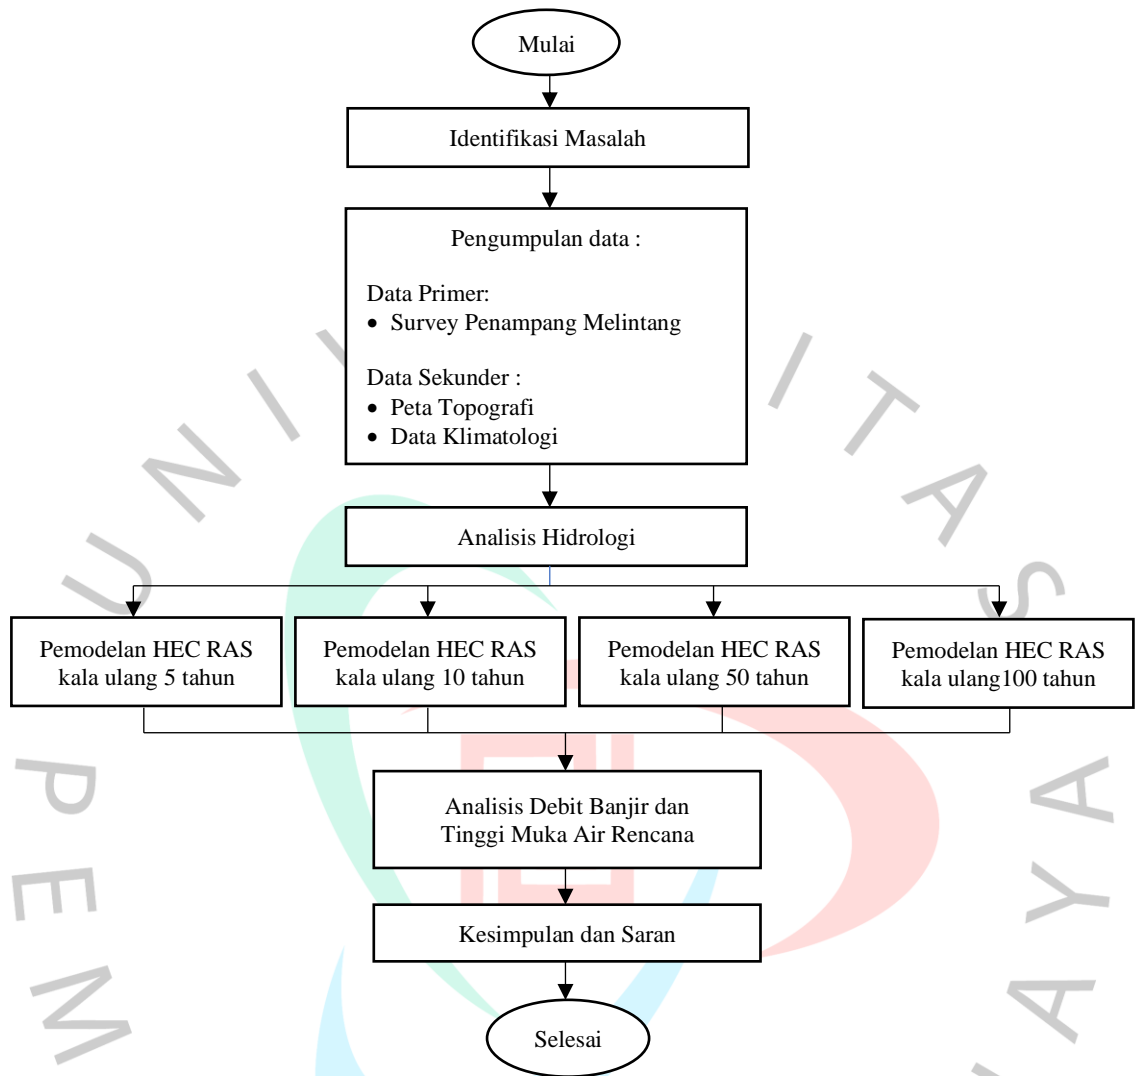 Mulai
Identifikasi Masalah
Pengumpulan data :
Data Primer:
• Survey Penampang Melintang
Data Sekunder :
• Peta Topografi
• Data Klimatologi
Analisis Hidrologi
Pemodelan HEC RAS
kala ulang 5 tahun
Pemodelan HEC RAS
kala ulang 10 tahun
Pemodelan HEC RAS
kala ulang 50 tahun
Pemodelan HEC RAS
kala ulang100 tahun
Analisis Debit Banjir dan
Tinggi Muka Air Rencana
Kesimpulan dan Saran
Selesai